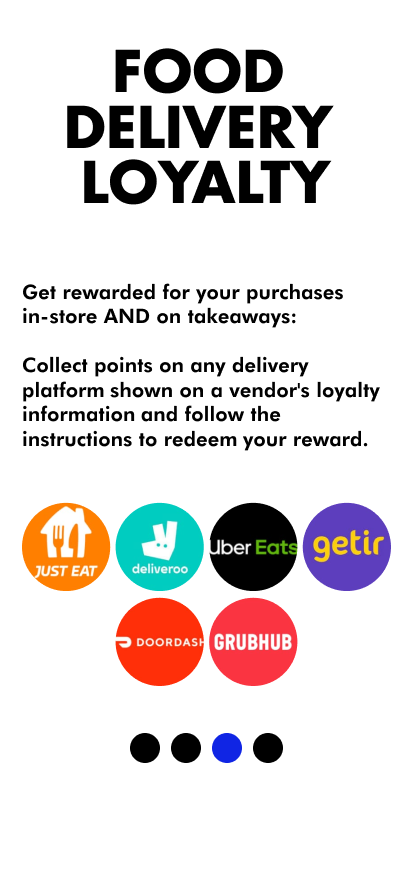 FOOD
DELIVERY
LOYALTY
Get rewarded for your purchases
in-store AND on takeaways:
Collect points on any delivery
platform shown on a vendor's loyalty
information and follow the
instructions to redeem your reward.
JUST EAT
deliveroo
Uber Eats
getir
DOORDASH
GRUBHUB